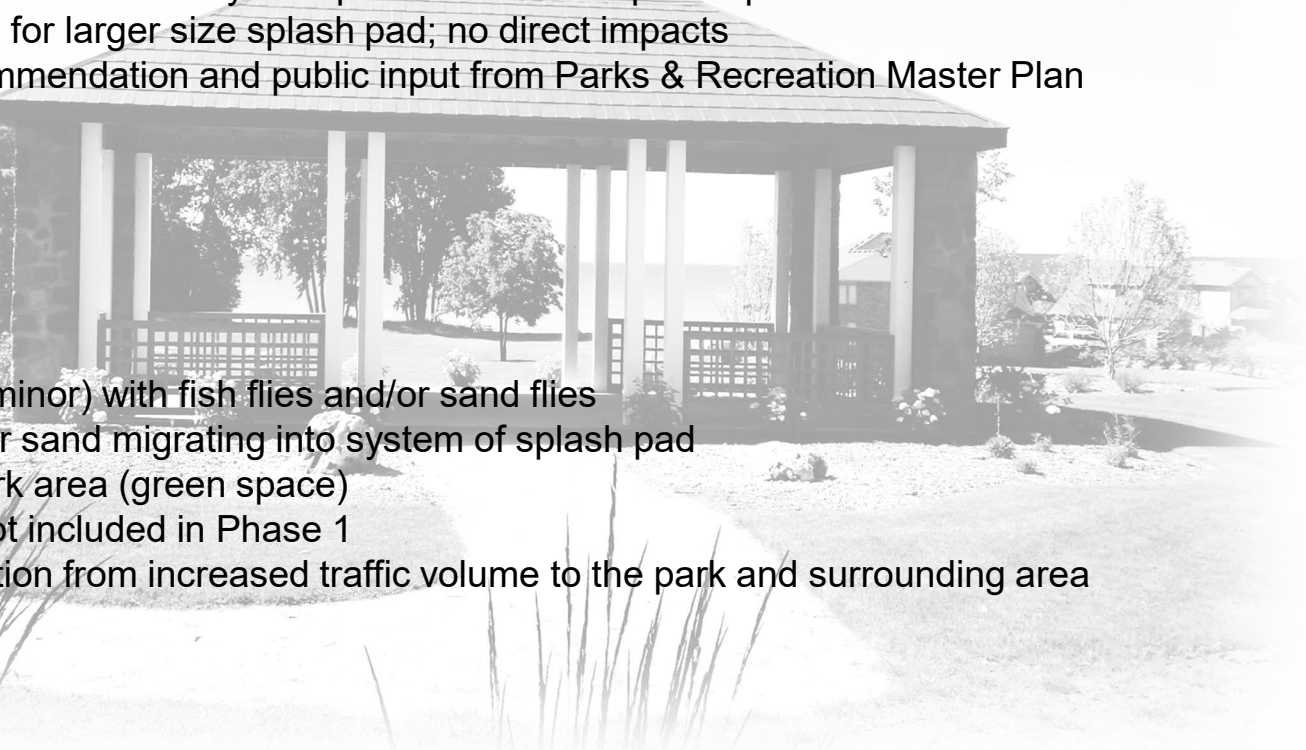 for larger size splash pad; no direct impacts
mmendation and public input from Parks & Recreation Master Plan
minor) with fish flies and/or sand flies
r sand migrating into system of splash pad
rk area (green space)
ot included in Phase 1
tion from increased traffic volume to the park and surrounding area